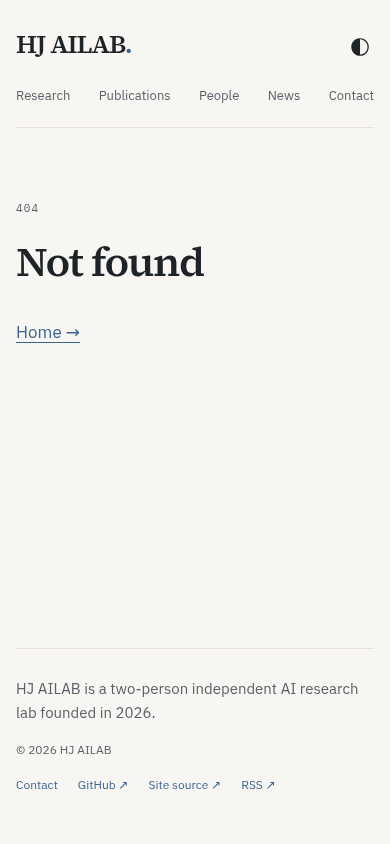 HJ AILAB.
Research Publications People News Contact
404
Not found
Home →
HJ AILAB is a two-person independent AI research
lab founded in 2026.
© 2026 HJ AILAB
Contact GitHub ↗ Site source ↗ RSS ↗